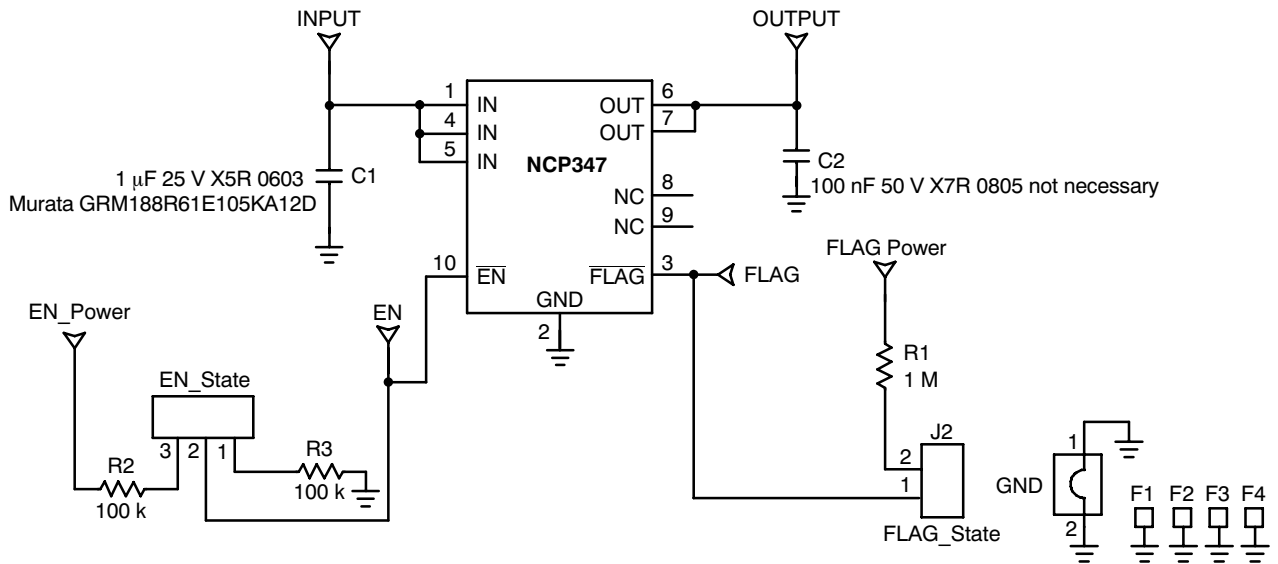 INPUT
OUTPUT
1 IN OUT 6
4 IN OUT 7
5 IN
NCP347
1 μF 25 V X5R 0603
Murata GRM188R61E105KA12D
C1
C2
100 nF 50 V X7R 0805 not necessary
NC 8
NC 9
10 EN FLAG 3
FLAG
GND
2
FLAG Power
EN_Power
EN
EN_State
3 2 1
R2
100 k
R3
100 k
R1
1 M
J2
2
1
FLAG_State
1
GND
2
F1 F2 F3 F4